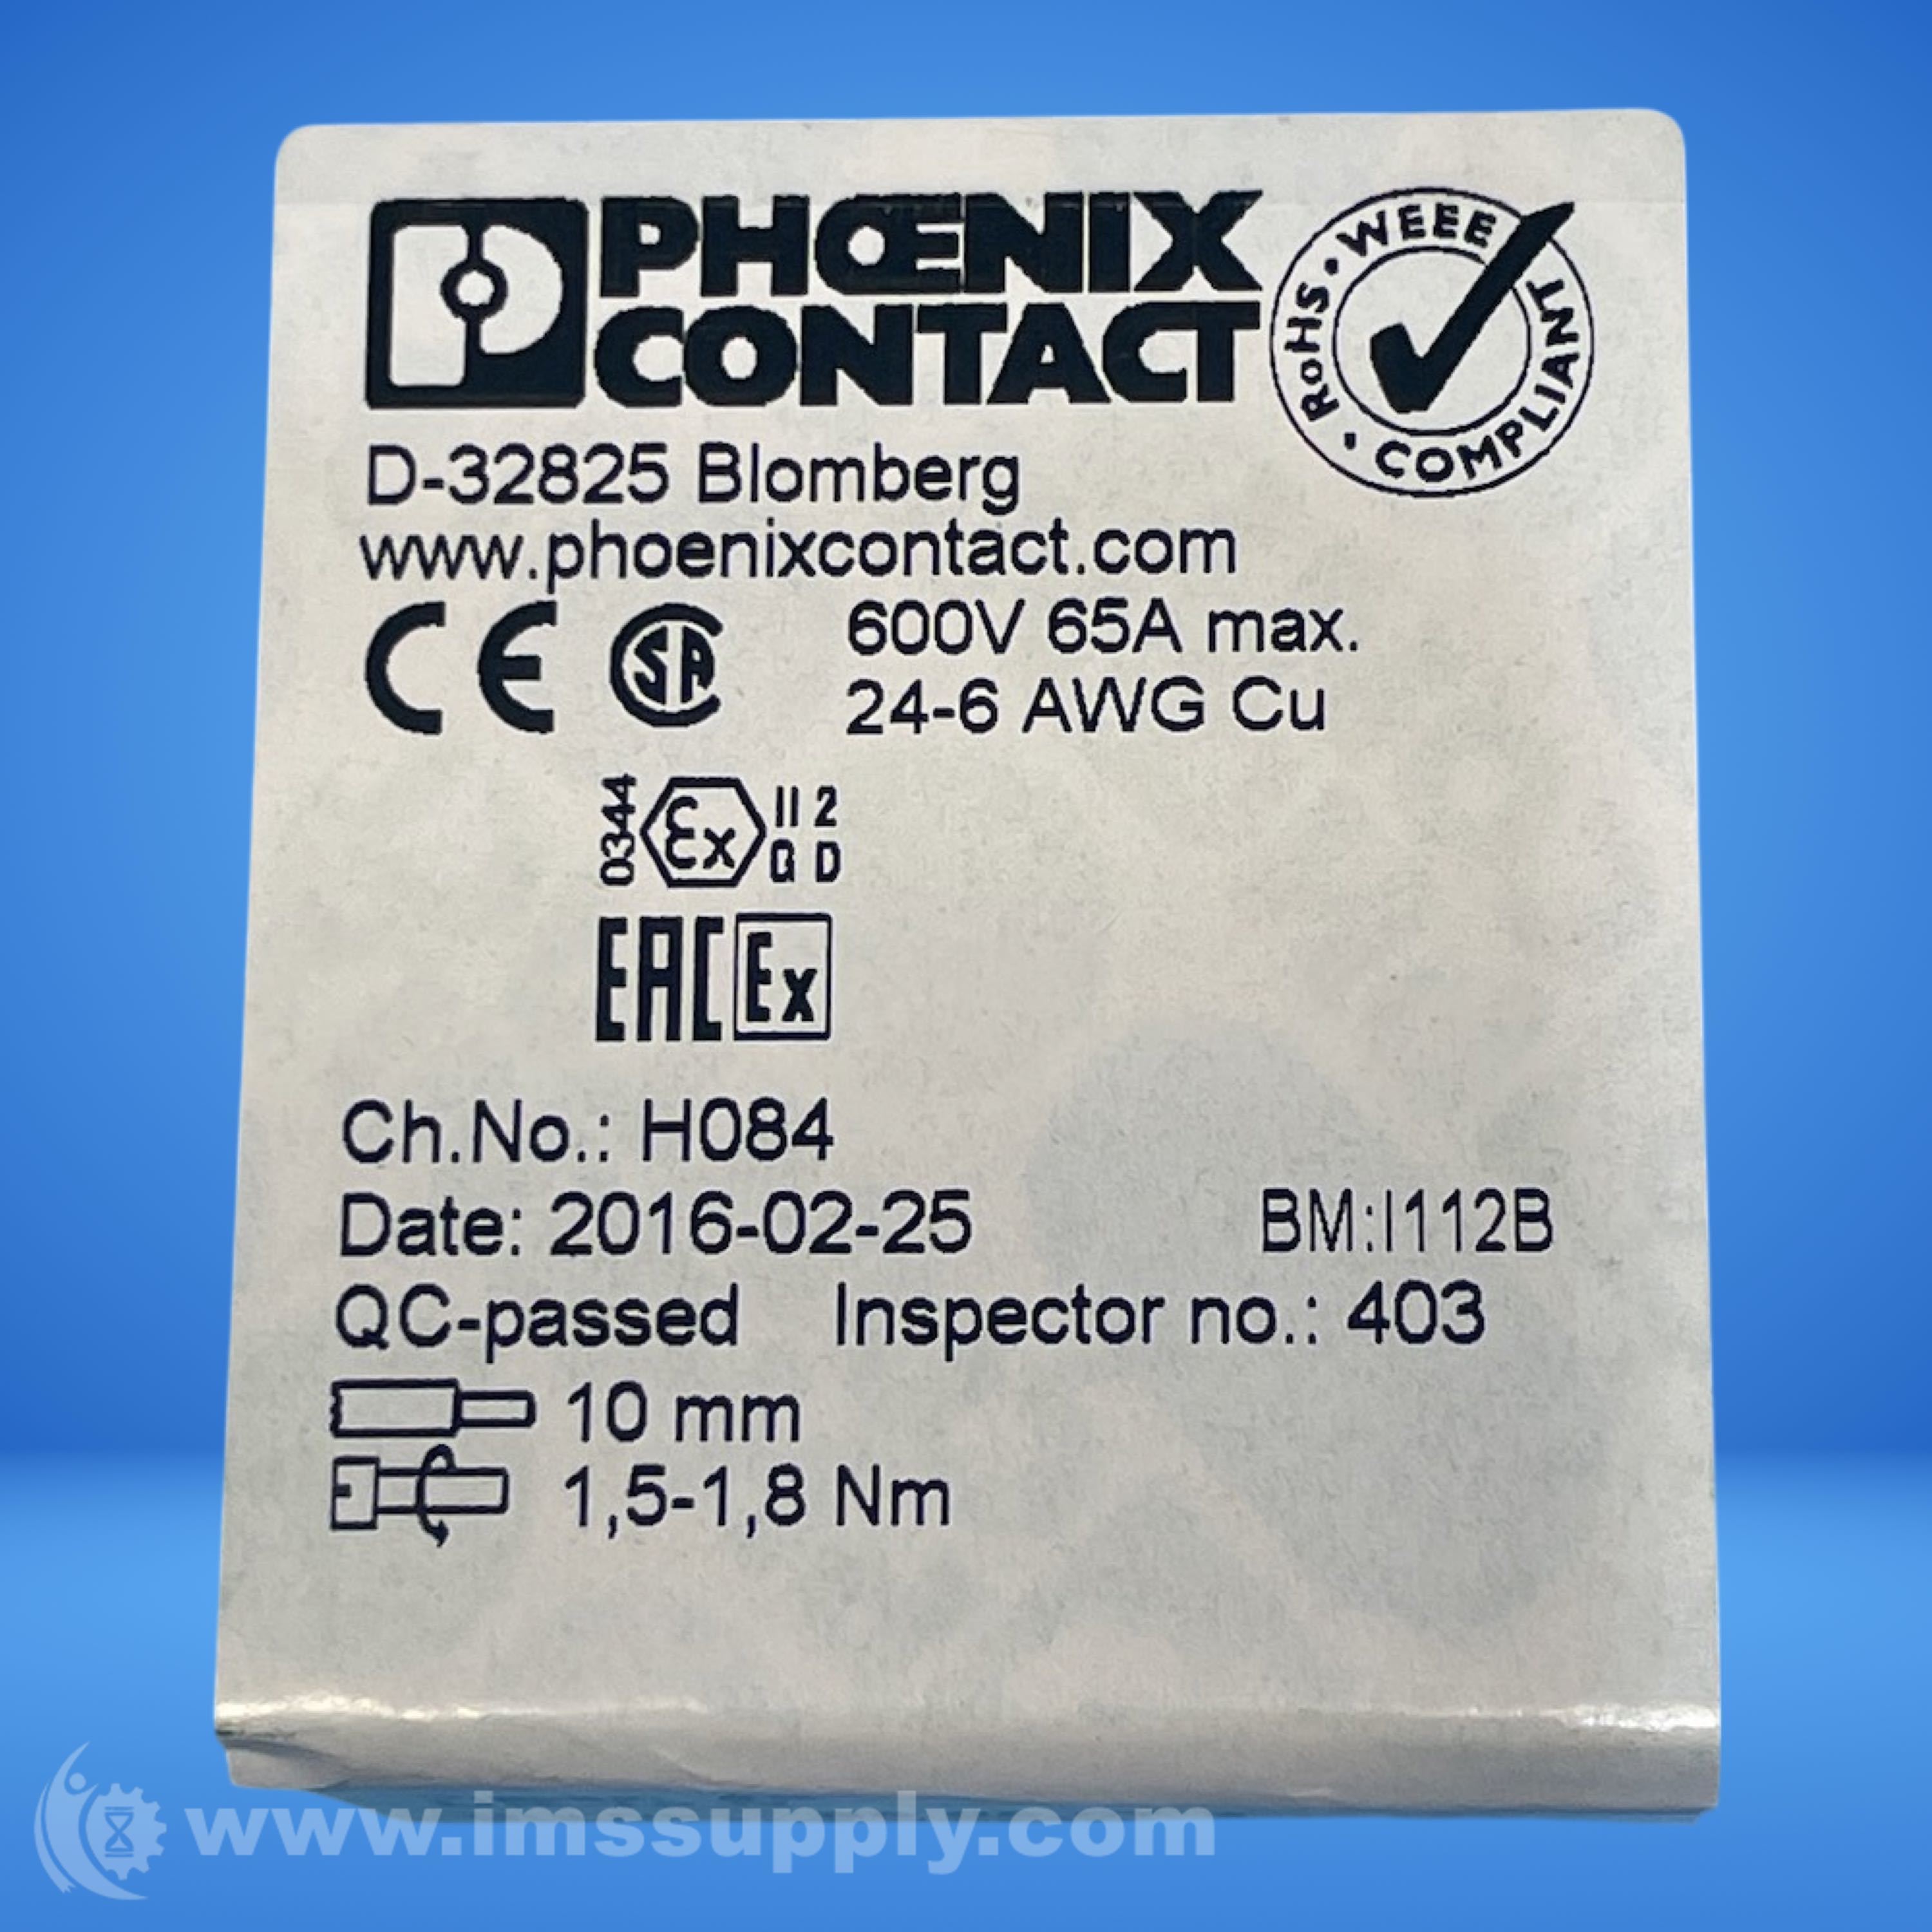 PHŒNIX
CONTACT
WEEE • RoHS • COMPLIANT
D-32825 Blomberg
www.phoenixcontact.com
CE SA 600V 65A max.
24-6 AWG Cu
0344 Ex II 2
G D
EAC Ex
Ch.No.: H084
Date: 2016-02-25 BM:I112B
QC-passed Inspector no.: 403
10 mm
1,5-1,8 Nm
www.imssupply.com